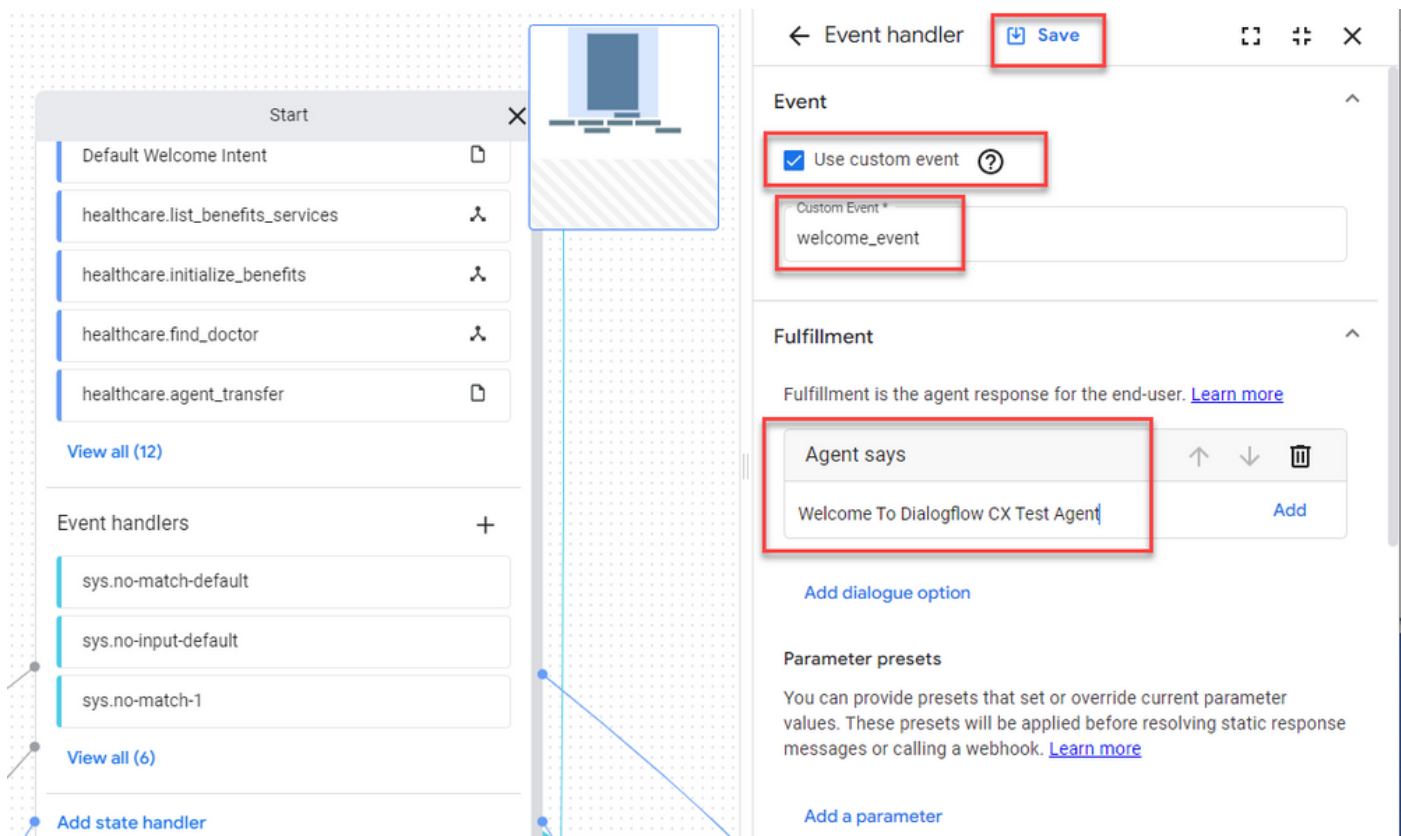 Start
Default Welcome Intent
healthcare.list_benefits_services
healthcare.initialize_benefits
healthcare.find_doctor
healthcare.agent_transfer
View all (12)
Event handlers
sys.no-match-default
sys.no-input-default
sys.no-match-1
View all (6)
Add state handler
Event handler
Save
Event
Use custom event
Custom Event *
welcome_event
Fulfillment
Fulfillment is the agent response for the end-user. Learn more
Agent says
Welcome To Dialogflow CX Test Agent
Add
Add dialogue option
Parameter presets
You can provide presets that set or override current parameter
values. These presets will be applied before resolving static response
messages or calling a webhook. Learn more
Add a parameter